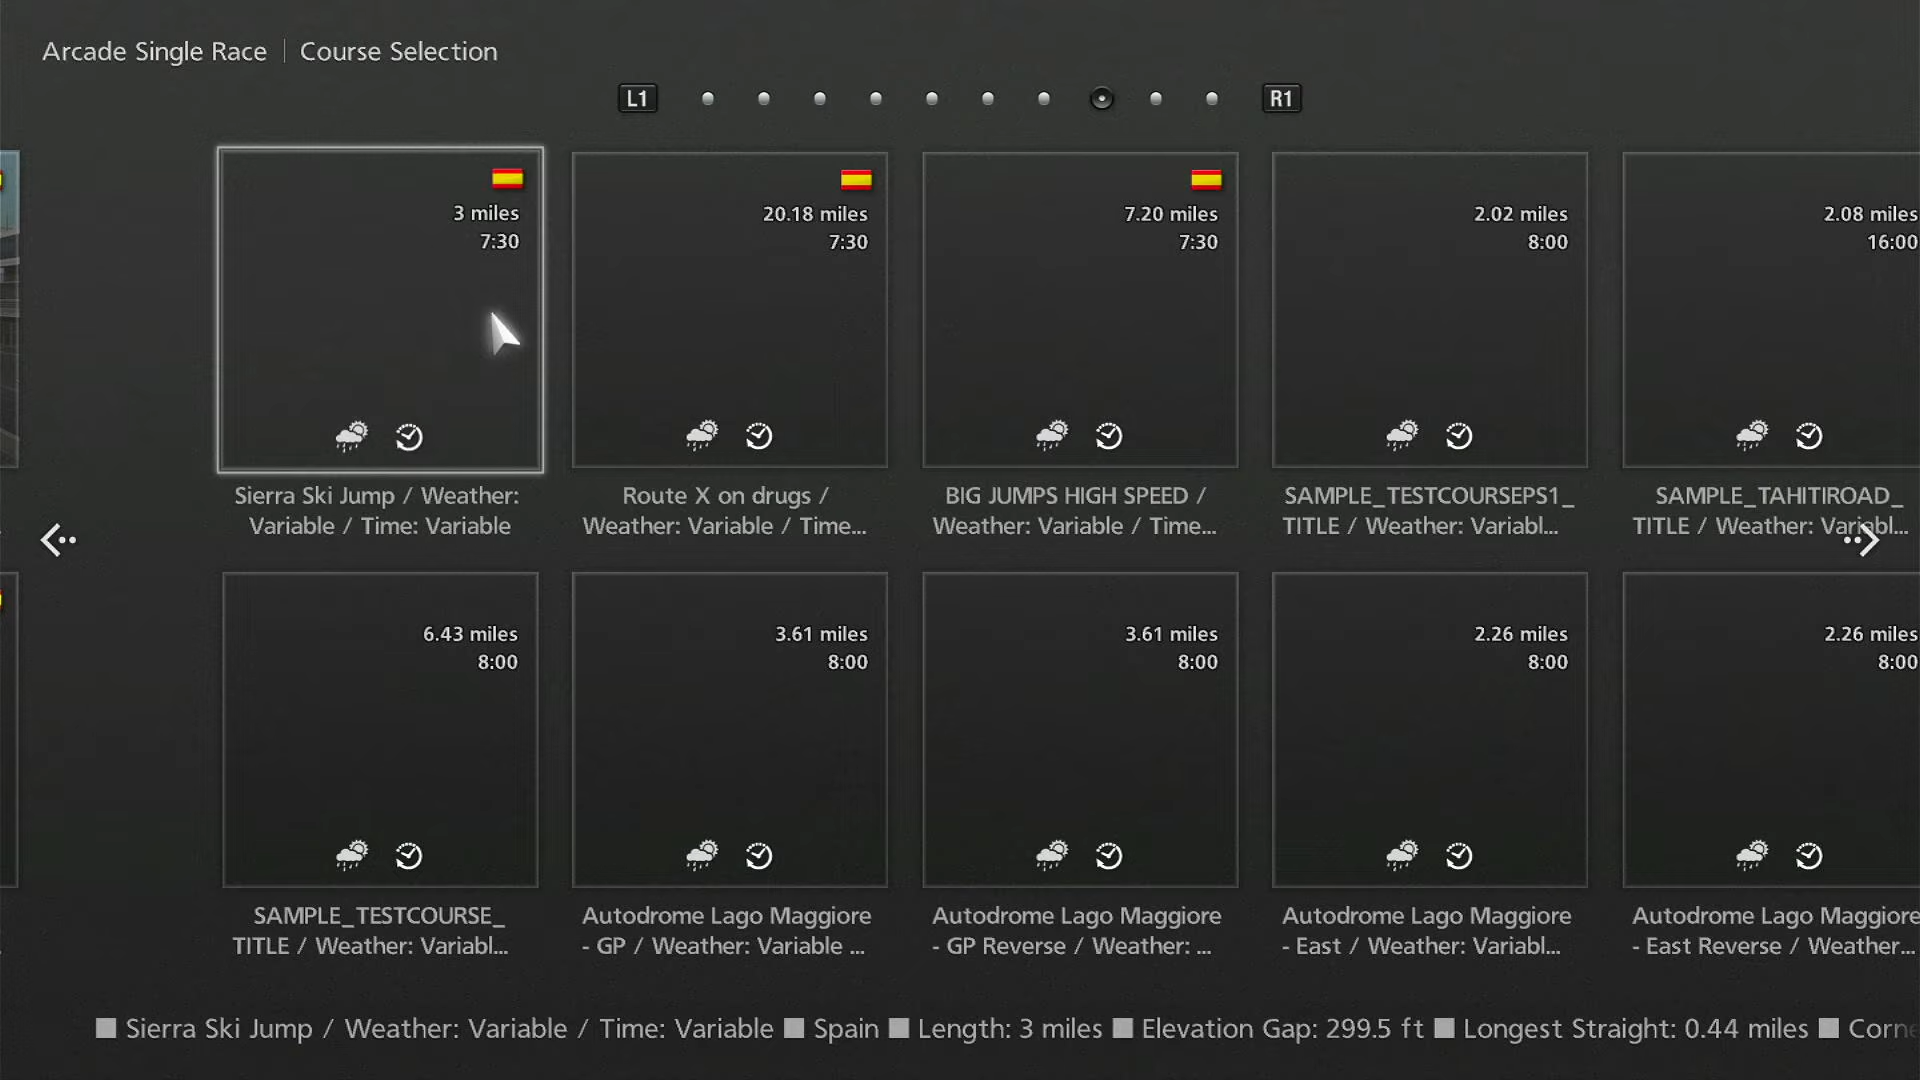 Arcade Single Race | Course Selection
L1
R1
3 miles
7:30
20.18 miles
7:30
7.20 miles
7:30
2.02 miles
8:00
2.08 miles
16:00
Sierra Ski Jump / Weather:
Variable / Time: Variable
Route X on drugs /
Weather: Variable / Time...
BIG JUMPS HIGH SPEED /
Weather: Variable / Time...
SAMPLE_TESTCOURSEPS1_
TITLE / Weather: Variabl...
SAMPLE_TAHITIROAD_
TITLE / Weather: Variabl...
6.43 miles
8:00
3.61 miles
8:00
3.61 miles
8:00
2.26 miles
8:00
2.26 miles
8:00
SAMPLE_TESTCOURSE_
TITLE / Weather: Variabl...
Autodrome Lago Maggiore
- GP / Weather: Variable ...
Autodrome Lago Maggiore
- GP Reverse / Weather: ...
Autodrome Lago Maggiore
- East / Weather: Variabl...
Autodrome Lago Maggiore
- East Reverse / Weather...
Sierra Ski Jump / Weather: Variable / Time: Variable Spain Length: 3 miles Elevation Gap: 299.5 ft Longest Straight: 0.44 miles Corne